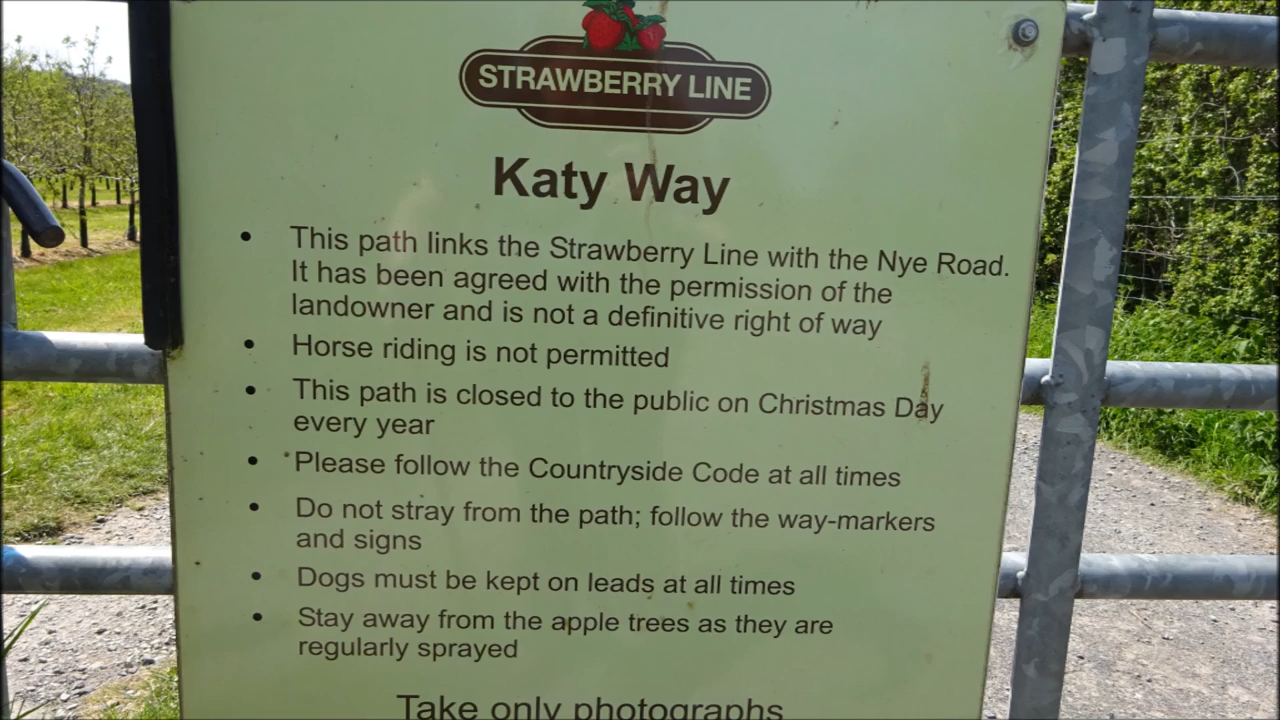 STRAWBERRY LINE
Katy Way
• This path links the Strawberry Line with the Nye Road.
It has been agreed with the permission of the
landowner and is not a definitive right of way
• Horse riding is not permitted
• This path is closed to the public on Christmas Day
every year
• Please follow the Countryside Code at all times
• Do not stray from the path; follow the way-markers
and signs
• Dogs must be kept on leads at all times
• Stay away from the apple trees as they are
regularly sprayed
Take only photographs